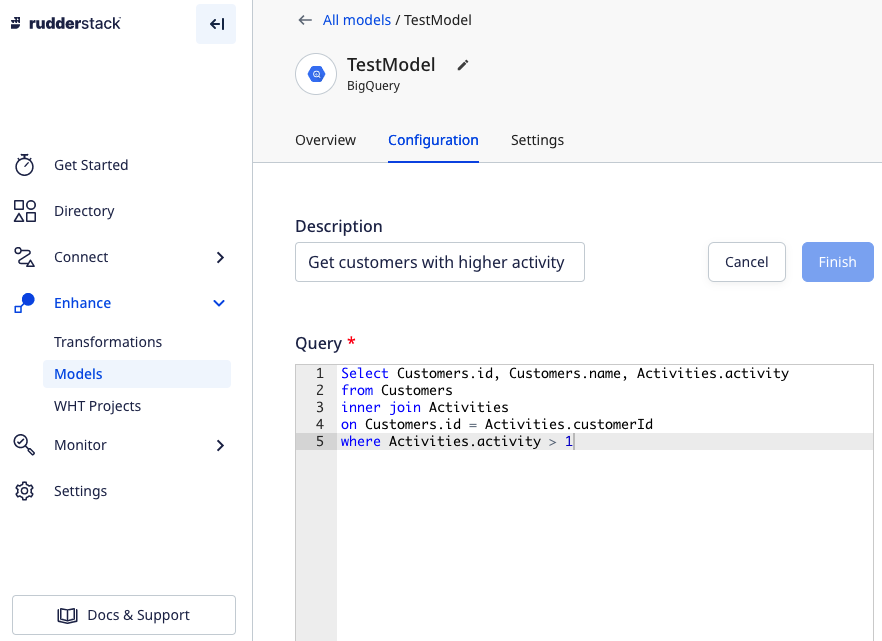 rudderstack
Get Started
Directory
Connect
Enhance
Transformations
Models
WHT Projects
Monitor
Settings
Docs & Support
All models / TestModel
TestModel
BigQuery
Overview Configuration Settings
Description
Get customers with higher activity
Cancel Finish
Query *
1 Select Customers.id, Customers.name, Activities.activity
2 from Customers
3 inner join Activities
4 on Customers.id = Activities.customerId
5 where Activities.activity > 1